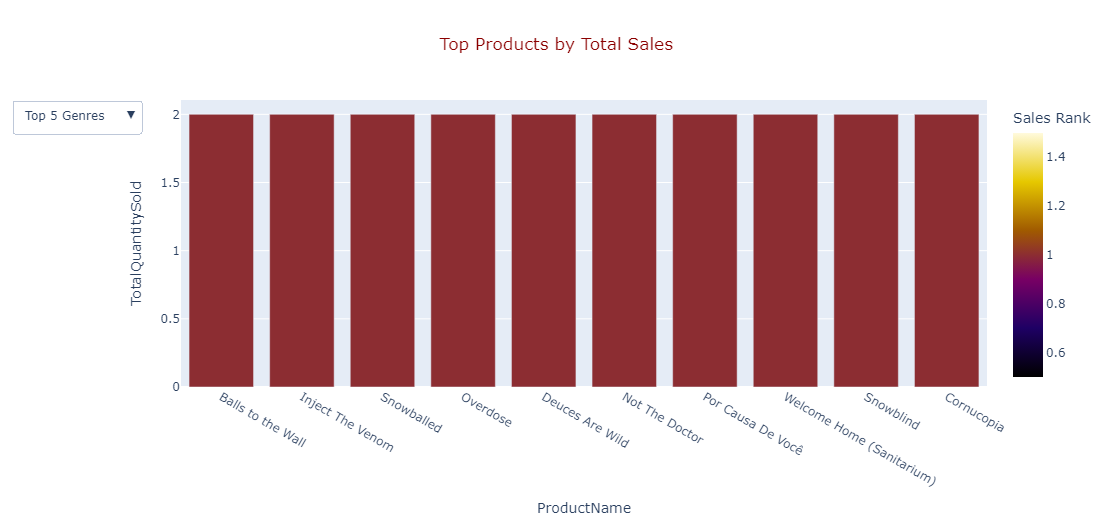 Top Products by Total Sales
Top 5 Genres ▼
Sales Rank
2
1.5
1
0.5
0
TotalQuantitySold
1.4
1.2
1
0.8
0.6
Balls to the Wall
Inject The Venom
Snowballed
Overdose
Deuces Are Wild
Not The Doctor
Por Causa De Você
Welcome Home (Sanitarium)
Snowblind
Cornucopia
ProductName